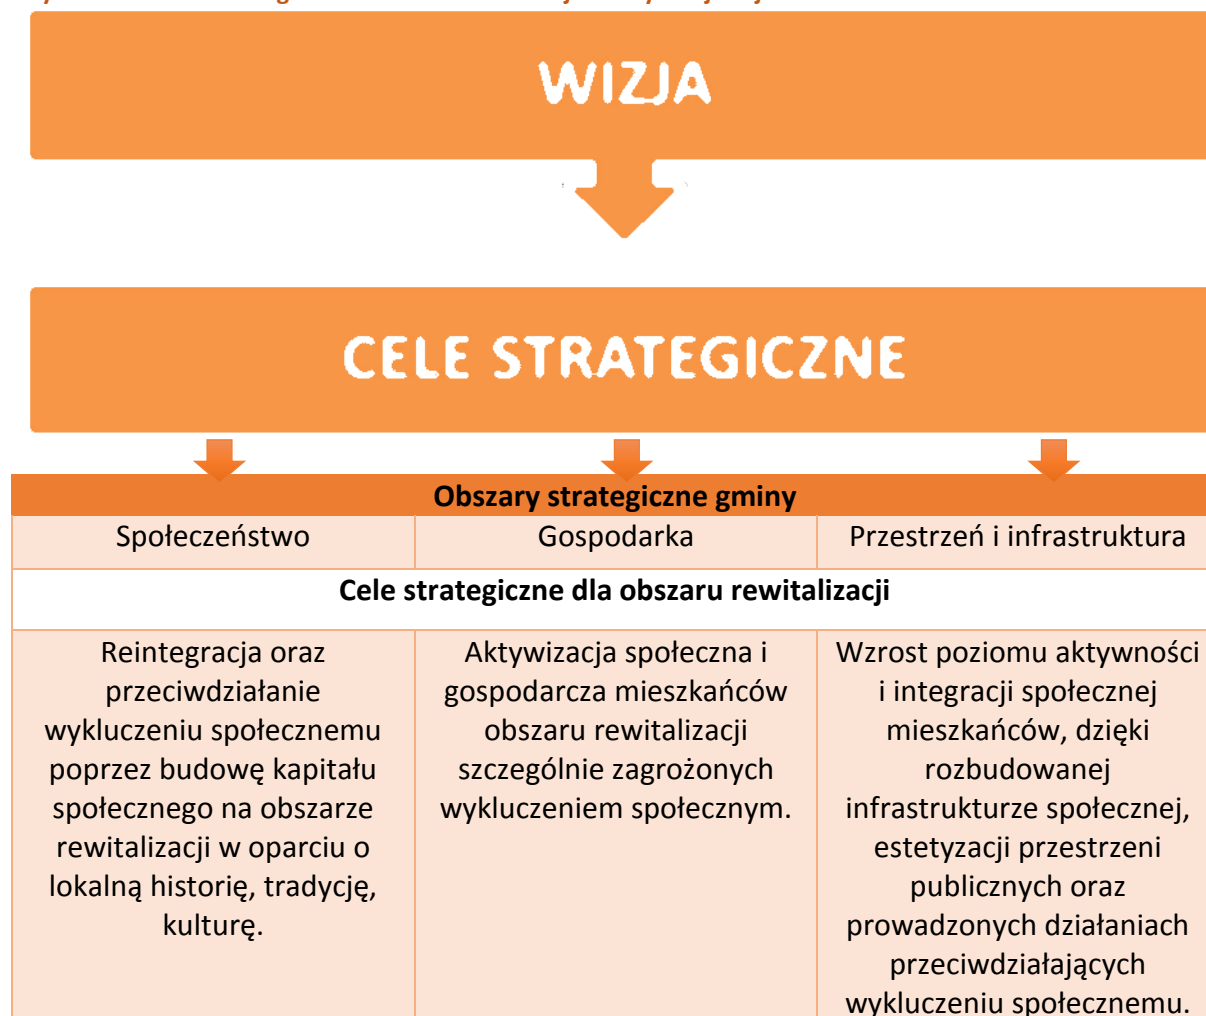 WIZJA
CELE STRATEGICZNE
Obszary strategiczne gminy
Społeczeństwo
Gospodarka
Przestrzeń i infrastruktura
Cele strategiczne dla obszaru rewitalizacji
Reintegracja oraz
przeciwdziałanie
wykluczeniu społecznemu
poprzez budowę kapitału
społecznego na obszarze
rewitalizacji w oparciu o
lokalną historię, tradycję,
kulturę.
Aktywizacja społeczna i
gospodarcza mieszkańców
obszaru rewitalizacji
szczególnie zagrożonych
wykluczeniem społecznym.
Wzrost poziomu aktywności
i integracji społecznej
mieszkańców, dzięki
rozbudowanej
infrastrukturze społecznej,
estetyzacji przestrzeni
publicznych oraz
prowadzonych działaniach
przeciwdziałających
wykluczeniu społecznemu.